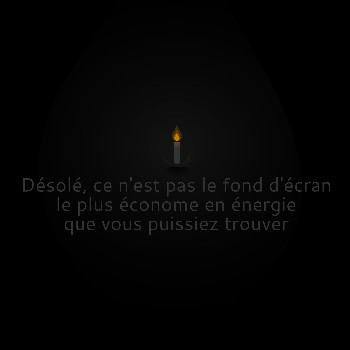 Désolé, ce n'est pas le fond d'écran
le plus économe en énergie
que vous puissiez trouver